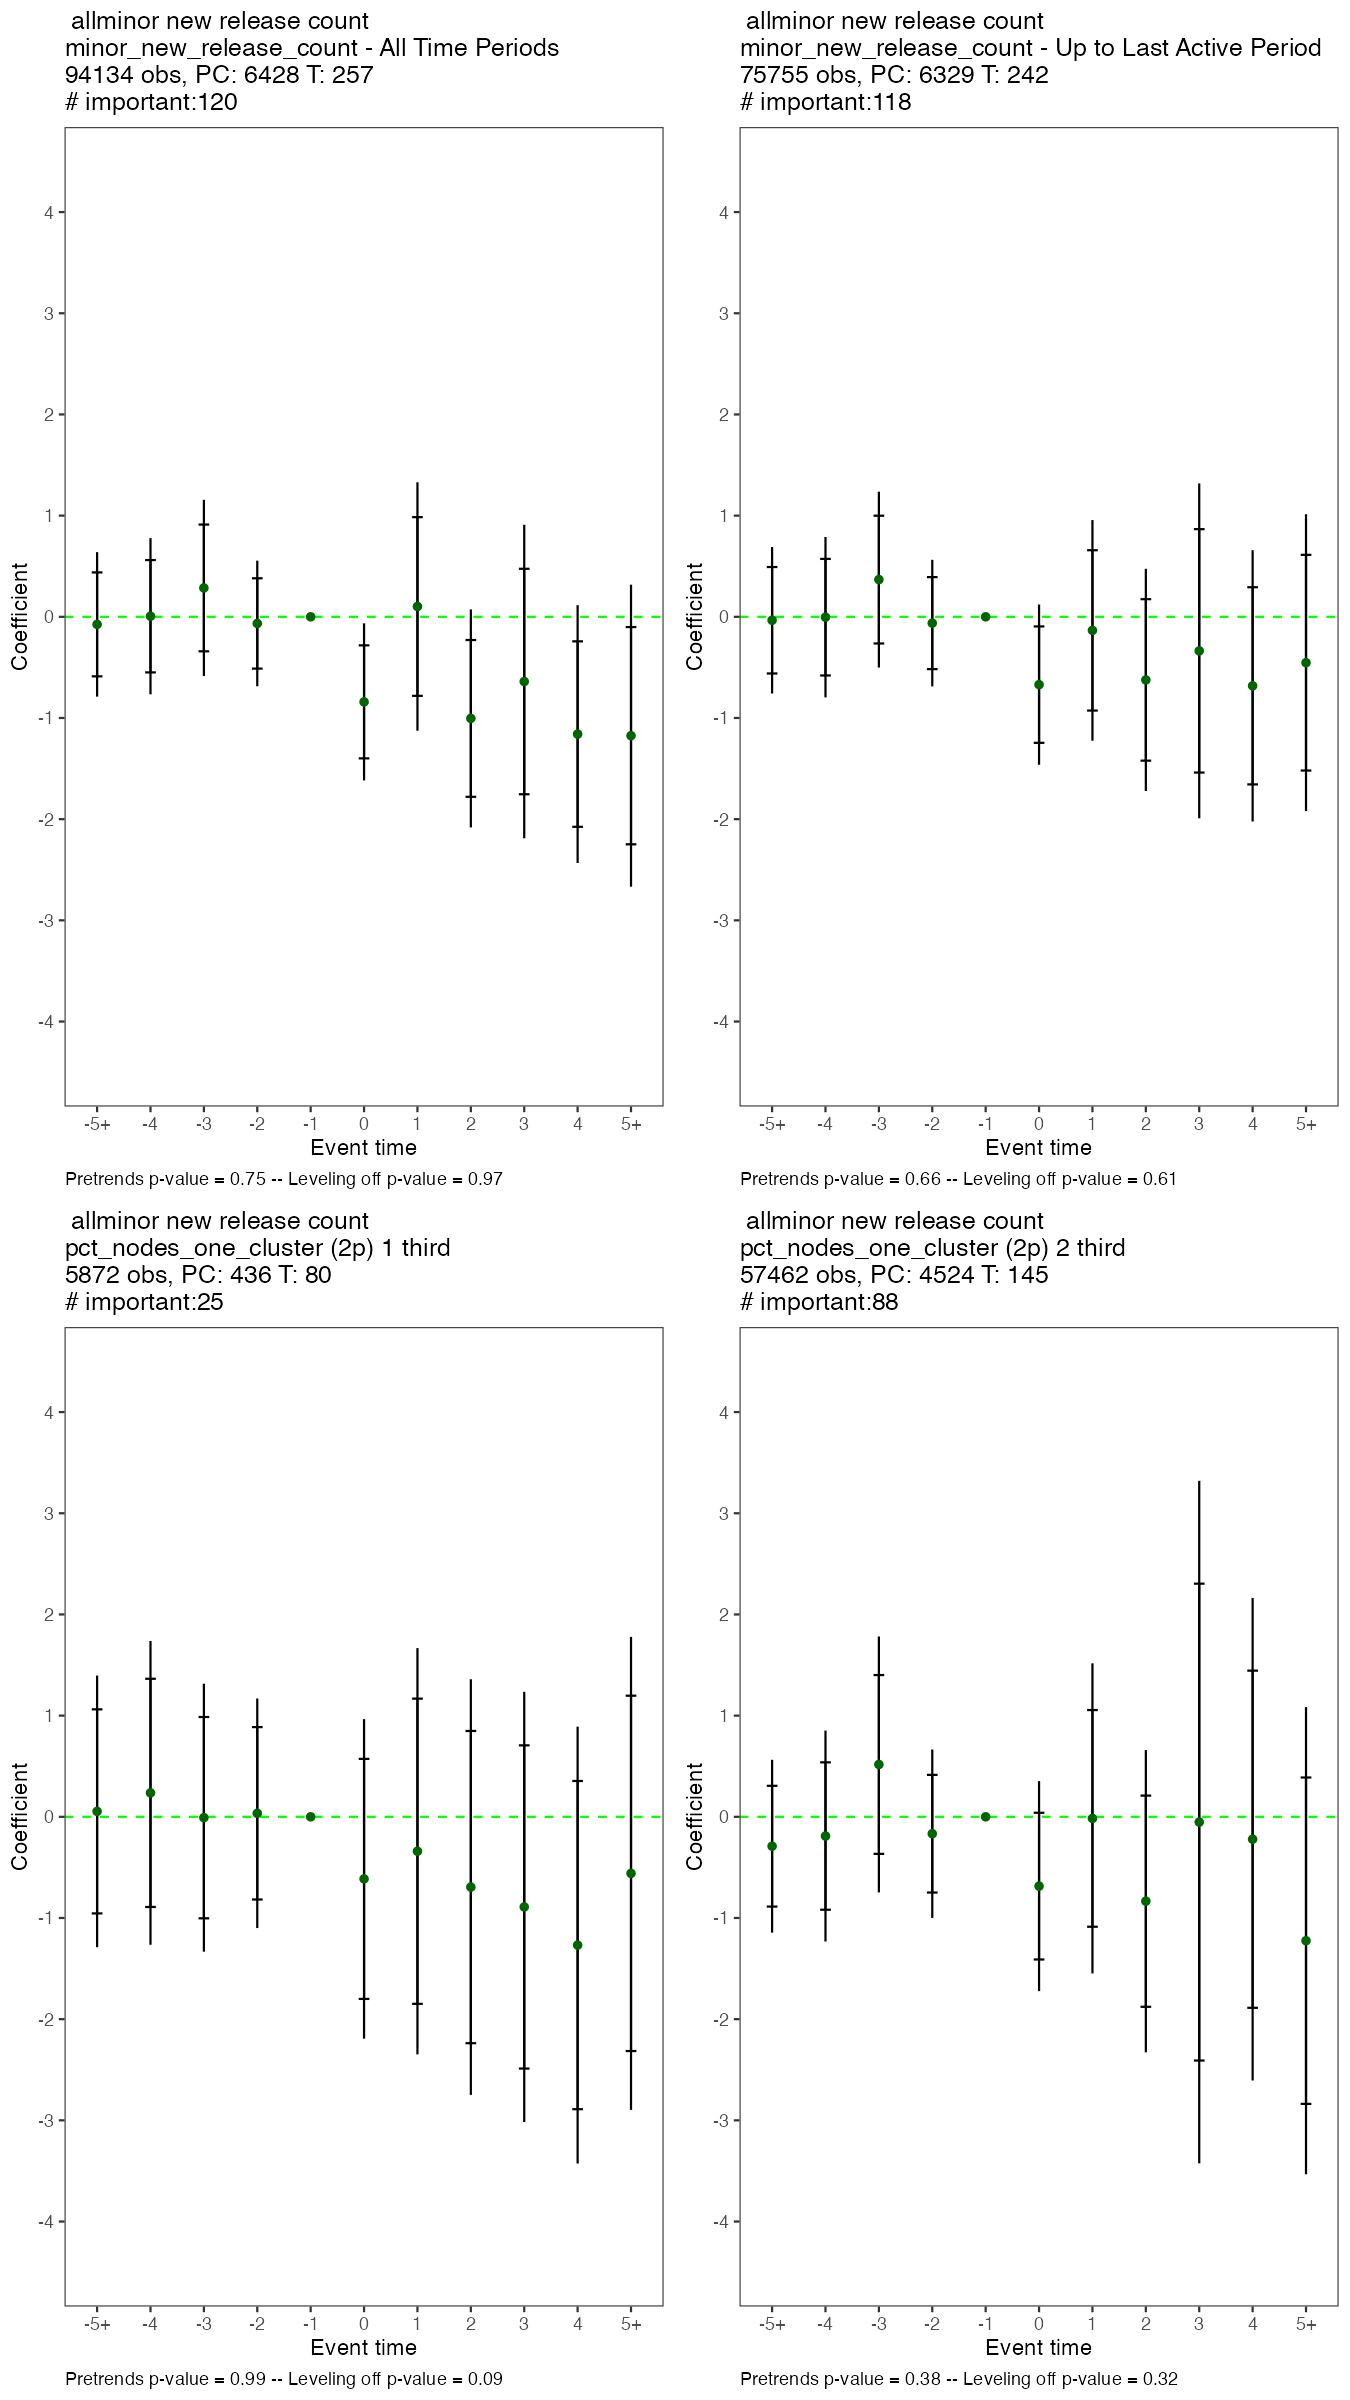 allminor new release count
minor_new_release_count - All Time Periods
94134 obs, PC: 6428 T: 257
# important:120
4
3
2
1
0
-1
-2
-3
-4
Coefficient
-5+ -4 -3 -2 -1 0 1 2 3 4 5+
Event time
Pretrends p-value = 0.75 -- Leveling off p-value = 0.97
allminor new release count
minor_new_release_count - Up to Last Active Period
75755 obs, PC: 6329 T: 242
# important:118
4
3
2
1
0
-1
-2
-3
-4
Coefficient
-5+ -4 -3 -2 -1 0 1 2 3 4 5+
Event time
Pretrends p-value = 0.66 -- Leveling off p-value = 0.61
allminor new release count
pct_nodes_one_cluster (2p) 1 third
5872 obs, PC: 436 T: 80
# important:25
4
3
2
1
0
-1
-2
-3
-4
Coefficient
-5+ -4 -3 -2 -1 0 1 2 3 4 5+
Event time
Pretrends p-value = 0.99 -- Leveling off p-value = 0.09
allminor new release count
pct_nodes_one_cluster (2p) 2 third
57462 obs, PC: 4524 T: 145
# important:88
4
3
2
1
0
-1
-2
-3
-4
Coefficient
-5+ -4 -3 -2 -1 0 1 2 3 4 5+
Event time
Pretrends p-value = 0.38 -- Leveling off p-value = 0.32